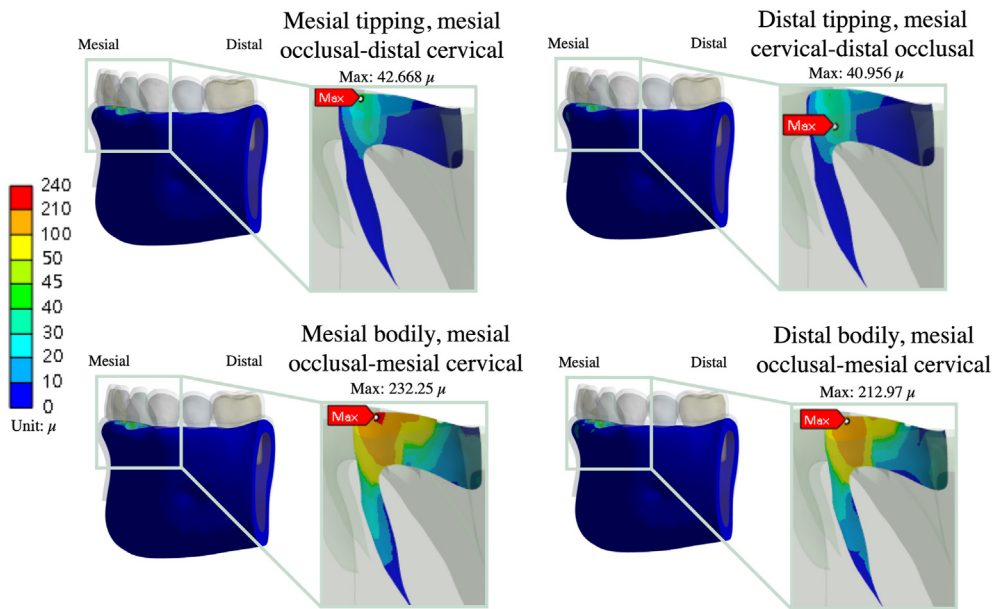 Mesial tipping, mesial
occlusal-distal cervical
Max: 42.668 μ
Mesial
Distal
Max
Distal tipping, mesial
cervical-distal occlusal
Max: 40.956 μ
Mesial
Distal
Max
240
210
100
50
45
40
30
20
10
0
Unit: μ
Mesial bodily, mesial
occlusal-mesial cervical
Max: 232.25 μ
Mesial
Distal
Max
Distal bodily, mesial
occlusal-mesial cervical
Max: 212.97 μ
Mesial
Distal
Max